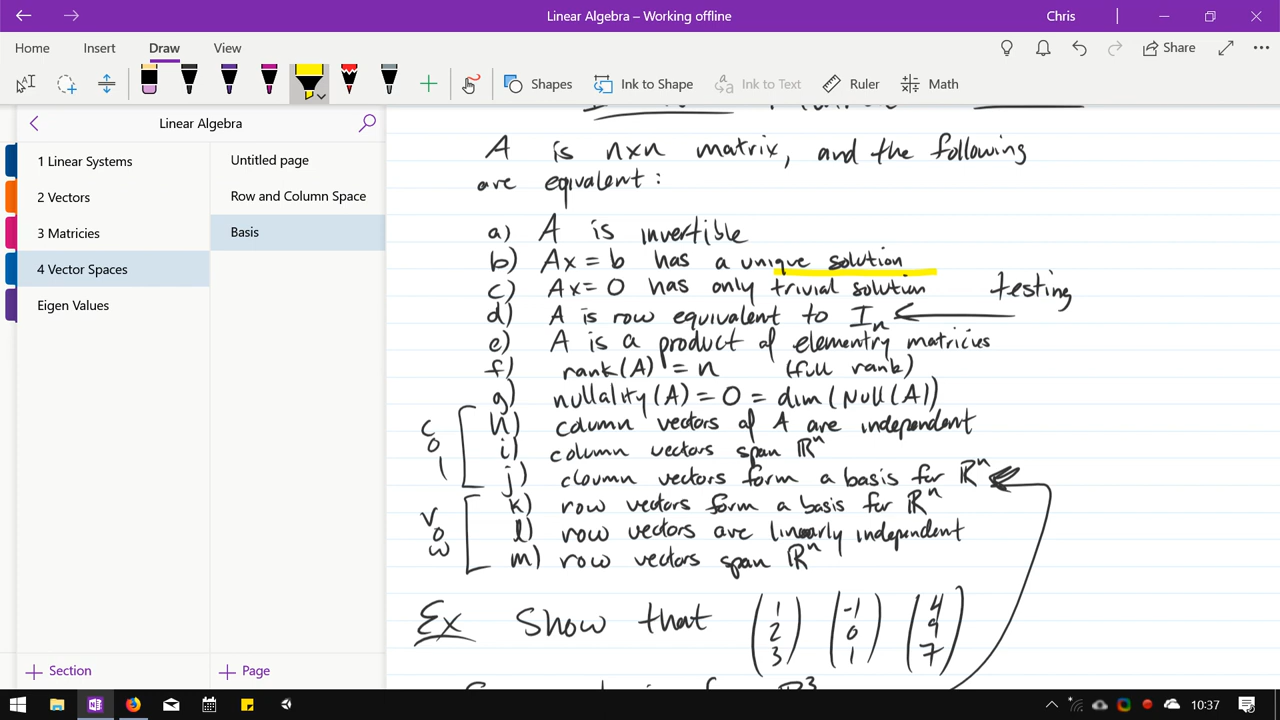 Linear Algebra – Working offline
Chris
Home Insert Draw View
Share
Shapes Ink to Shape Ink to Text Ruler Math
Linear Algebra
1 Linear Systems
2 Vectors
3 Matricies
4 Vector Spaces
Eigen Values
Untitled page
Row and Column Space
Basis
A is n×n matrix, and the following
are equivalent:
a) A is invertible
b) Ax = b has a unique solution
c) Ax = 0 has only trivial solution
testing
d) A is row equivalent to Iₙ
e) A is a product of elementry matricies
f) rank(A) = n (full rank)
g) nullality(A) = 0 = dim(Null(A))
col
h) column vectors of A are independent
i) column vectors span ℝⁿ
j) cloumn vectors form a basis for ℝⁿ
row
k) row vectors form a basis for ℝⁿ
l) row vectors are linearly independent
m) row vectors span ℝⁿ
Ex Show that (1 2 3) (-1 0 1) (4 9 7)
+ Section
+ Page
10:37